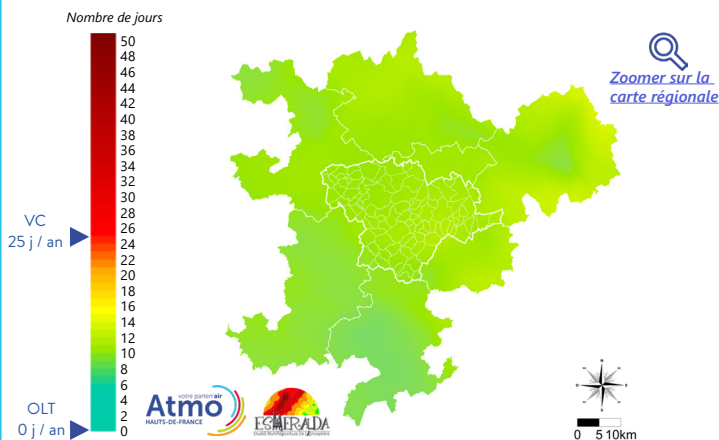 Nombre de jours
50
48
46
44
42
40
38
36
34
32
30
28
26
24
22
20
18
16
14
12
10
8
6
4
2
0
VC
25 j / an
OLT
0 j / an
Zoomer sur la
carte régionale
votre parten'air
Atmo
HAUTS-DE-FRANCE
ESMERALDA
0 5 10km